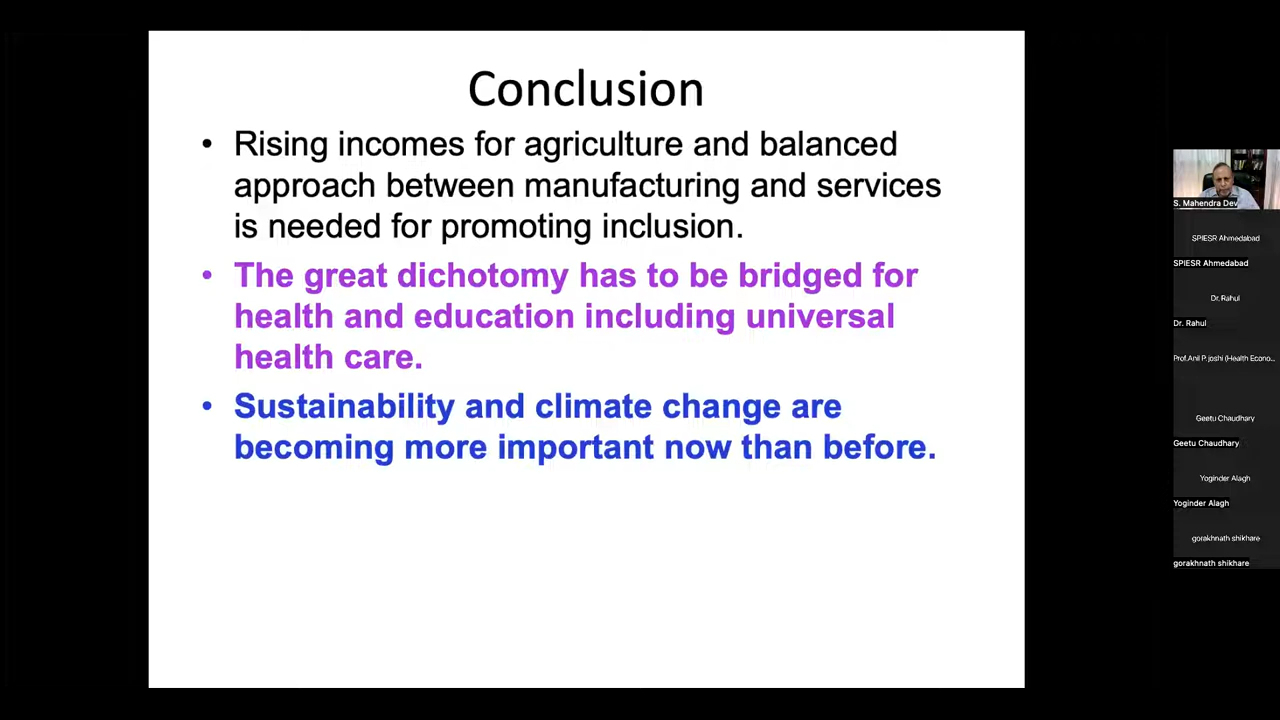 Conclusion
• Rising incomes for agriculture and balanced
approach between manufacturing and services
is needed for promoting inclusion.
• The great dichotomy has to be bridged for
health and education including universal
health care.
• Sustainability and climate change are
becoming more important now than before.
S. Mahendra Dev
SPIESR Ahmedabad
SPIESR Ahmedabad
Dr. Rahul
Dr. Rahul
Prof.Anil P.joshi (Health Econo...
Geetu Chaudhary
Geetu Chaudhary
Yoginder Alagh
Yoginder Alagh
gorakhnath shikhare
gorakhnath shikhare